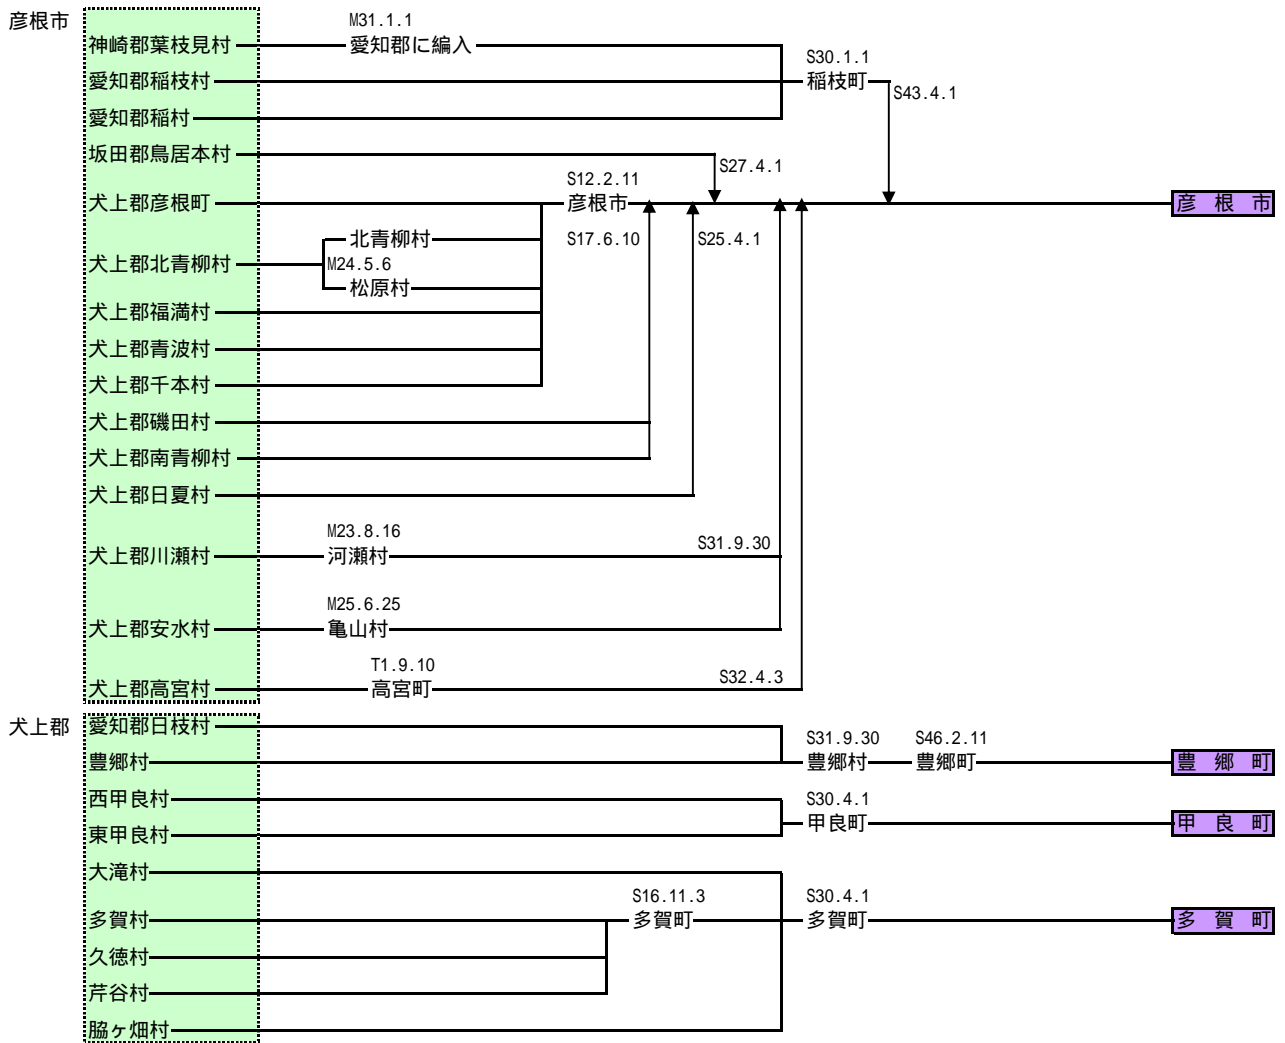 彦根市
M31.1.1
神崎郡葉枝見村 愛知郡に編入
S30.1.1
愛知郡稲枝村 稲枝町
S43.4.1
愛知郡稲村
坂田郡鳥居本村
S27.4.1
S12.2.11
犬上郡彦根町 彦根市 彦根市
北青柳村 S17.6.10 S25.4.1
犬上郡北青柳村 M24.5.6
松原村
犬上郡福満村
犬上郡青波村
犬上郡千本村
犬上郡磯田村
犬上郡南青柳村
犬上郡日夏村
M23.8.16
S31.9.30
犬上郡川瀬村 河瀬村
M25.6.25
犬上郡安水村 亀山村
T1.9.10
S32.4.3
犬上郡高宮村 高宮町
犬上郡 愛知郡日枝村
S31.9.30 S46.2.11
豊郷村 豊郷村 豊郷町 豊郷町
西甲良村 S30.4.1
甲良町 甲良町
東甲良村
大滝村
S16.11.3 S30.4.1
多賀村 多賀町 多賀町 多賀町
久徳村
芹谷村
脇ヶ畑村